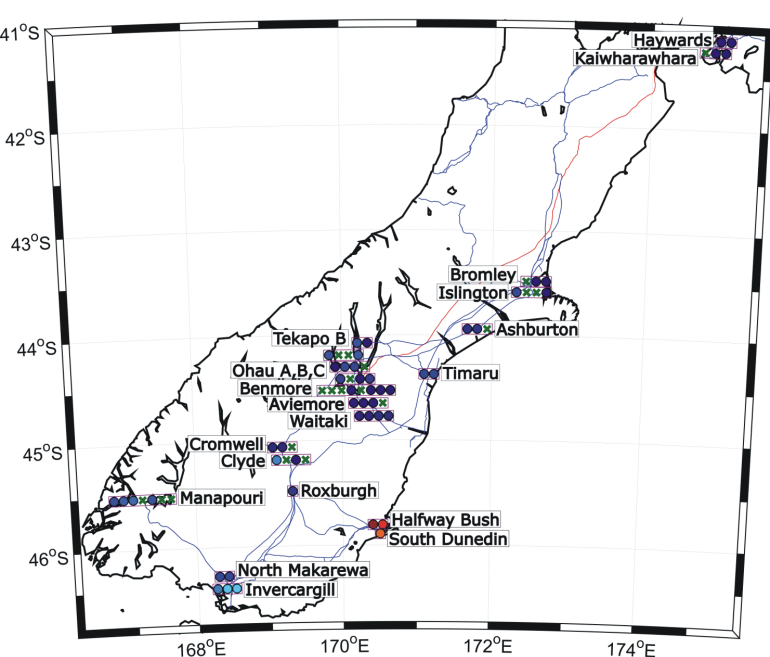 41°S
Haywards
Kaiwharawhara
42°S
43°S
Bromley
Islington
Ashburton
Tekapo B
44°S
Ohau A,B,C
Timaru
Benmore
Aviemore
Waitaki
Cromwell
45°S
Clyde
Roxburgh
Manapouri
Halfway Bush
South Dunedin
46°S
North Makarewa
Invercargill
168°E
170°E
172°E
174°E